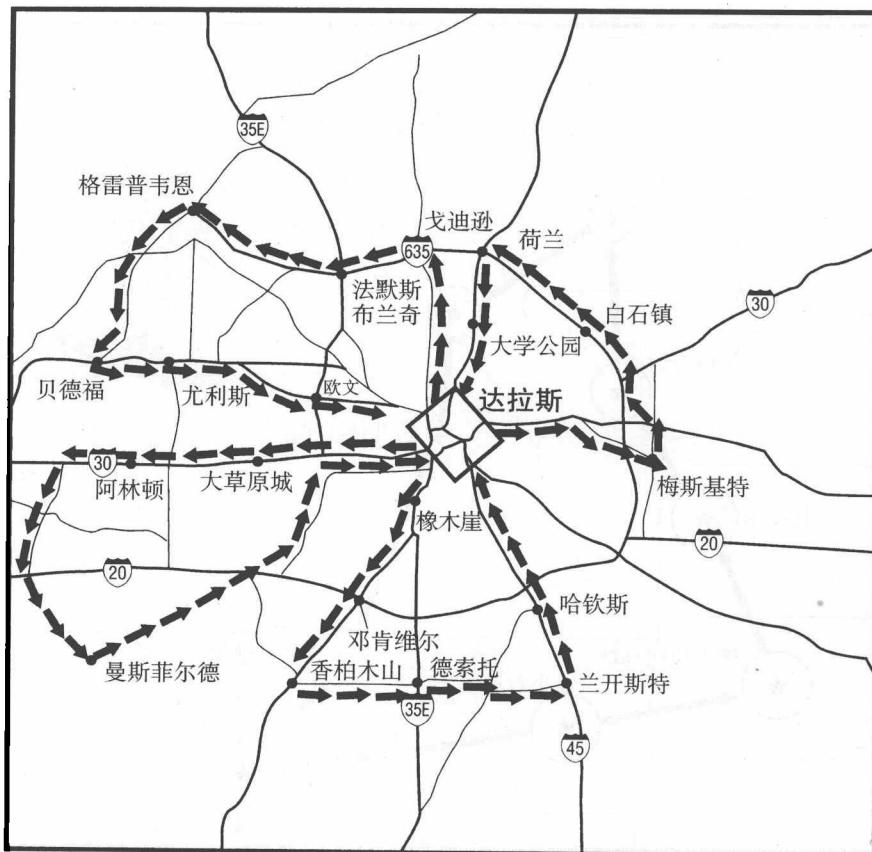 35E
格雷普韦恩
戈迪逊
荷兰
635
法默斯
布兰奇
30
白石镇
大学公园
贝德福
尤利斯
欧文
达拉斯
30
阿林顿
大草原城
梅斯基特
橡木崖
20
20
哈钦斯
邓肯维尔
曼斯菲尔德
香柏木山
德索托
兰开斯特
35E
45